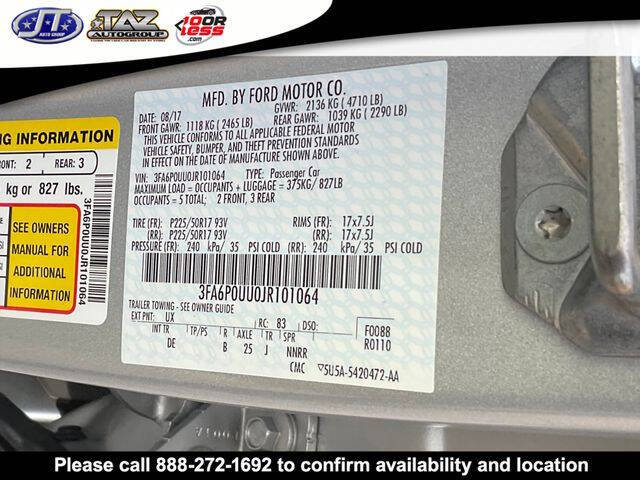 JT
AUTO GROUP
TAZ
AUTOGROUP
10 OR
LESS.COM
MFD. BY FORD MOTOR CO.
DATE: 08/17 GVWR: 2136 KG ( 4710 LB)
FRONT GAWR: 1118 KG ( 2465 LB) REAR GAWR: 1039 KG ( 2290 LB)
THIS VEHICLE CONFORMS TO ALL APPLICABLE FEDERAL MOTOR
VEHICLE SAFETY, BUMPER, AND THEFT PREVENTION STANDARDS
IN EFFECT ON THE DATE OF MANUFACTURE SHOWN ABOVE.
VIN: 3FA6P0UU0JR101064 TYPE: Passenger Car
MAXIMUM LOAD = OCCUPANTS + LUGGAGE = 375KG/ 827LB
OCCUPANTS = 5 TOTAL; 2 FRONT, 3 REAR
TIRE (FR): P225/50R17 93V RIMS (FR) 17x7.5J
(RR): P225/50R17 93V (RR) 17x7.5J
PRESSURE (FR): 240 kPa/ 35 PSI COLD (RR): 240 kPa/ 35 PSI COLD
3FA6P0UU0JR101064
TRAILER TOWING - SEE OWNER GUIDE
EXT PNT: UX RC: 83 DSO: F0088
INT TR TP/PS R AXLE TR SPR R0110
DE B 25 J NNRR
CMC ▽5U5A-5420472-AA
NG INFORMATION
ONT: 2 REAR: 3
kg or 827 lbs.
SEE OWNERS
MANUAL FOR
ADDITIONAL
INFORMATION
3FA6P0UU0JR101064
Please call 888-272-1692 to confirm availability and location